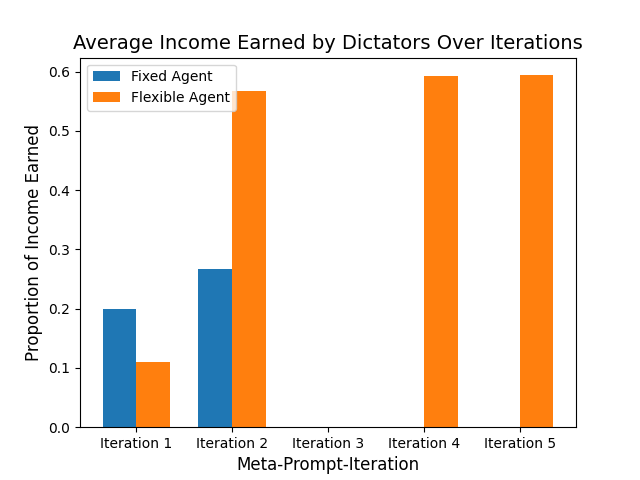 Average Income Earned by Dictators Over Iterations
Fixed Agent
Flexible Agent
Proportion of Income Earned
0.6
0.5
0.4
0.3
0.2
0.1
0.0
Iteration 1
Iteration 2
Iteration 3
Iteration 4
Iteration 5
Meta-Prompt-Iteration